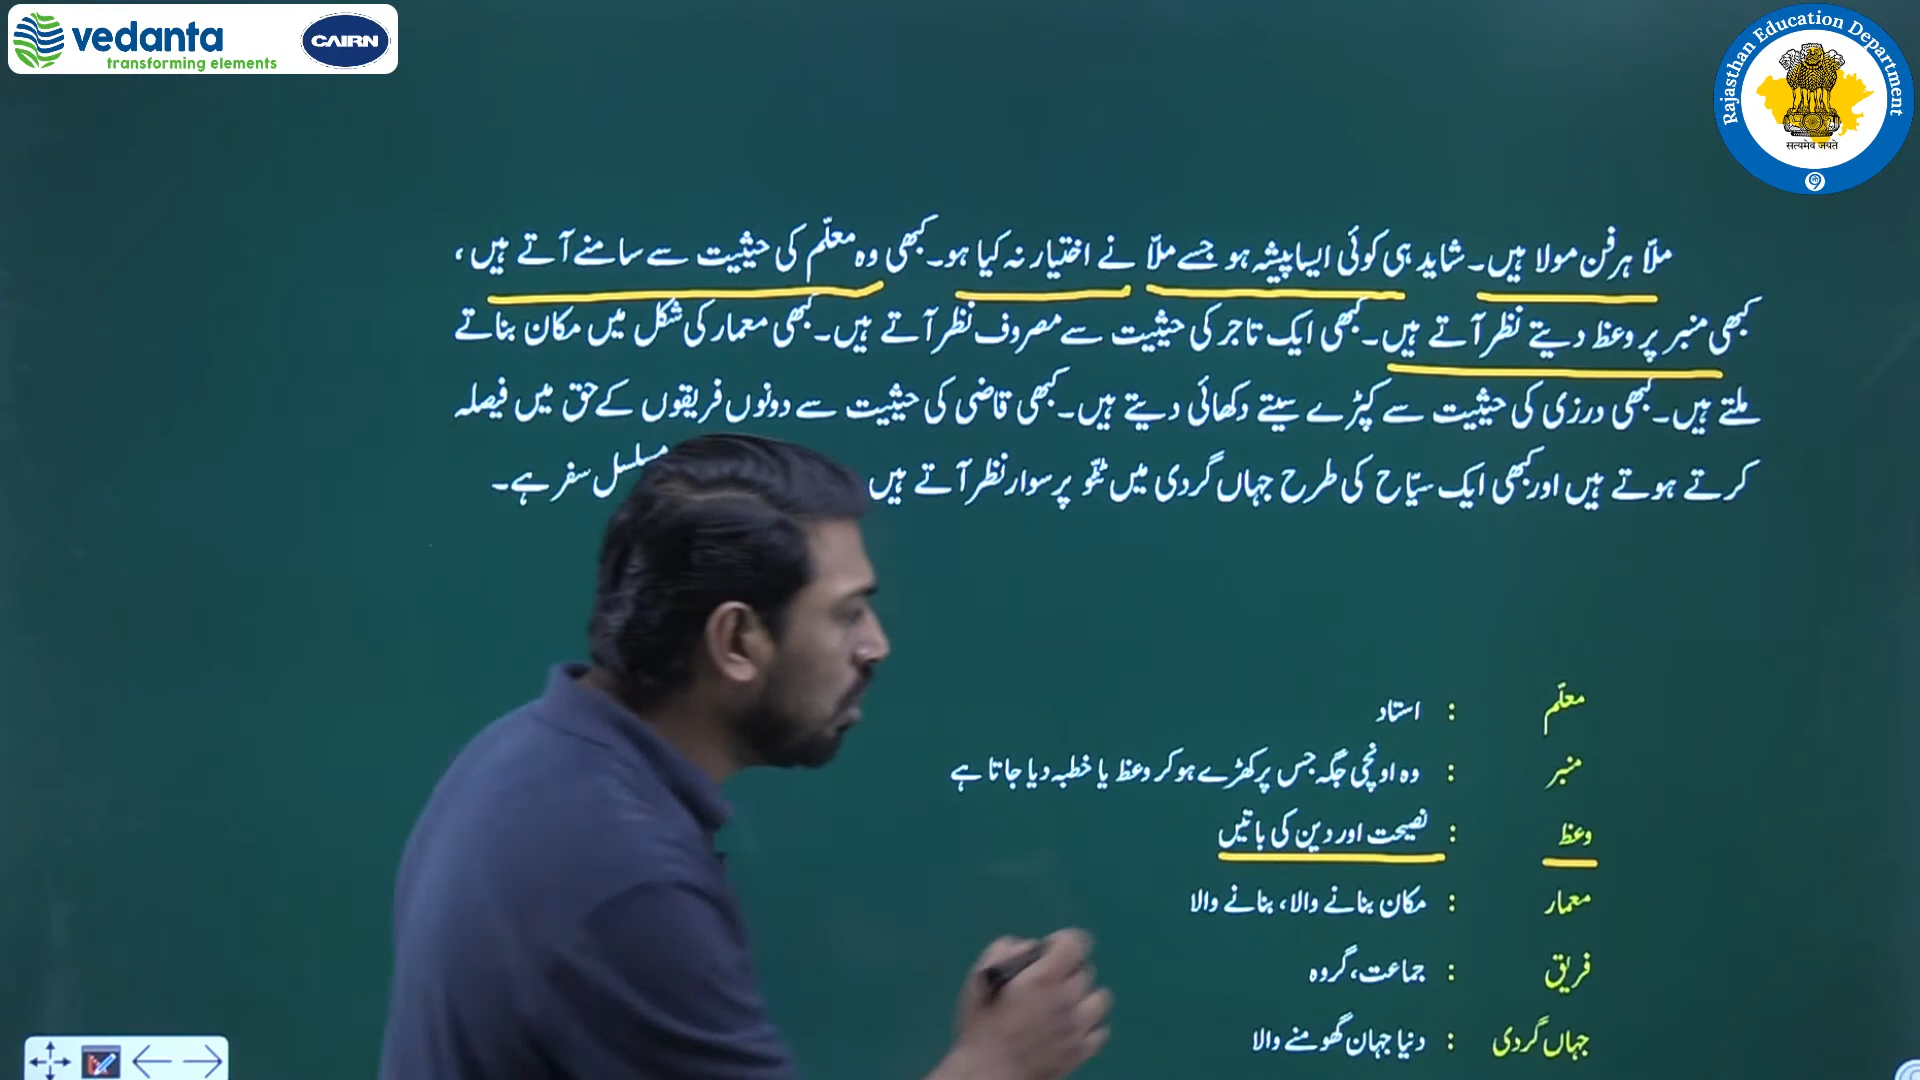 vedanta
transforming elements
CAIRN
Rajasthan Education Department
सत्यमेव जयते
ملّا ہر فن مولا ہیں۔ شاید ہی کوئی ایسا پیشہ ہو جسے ملّا نے اختیار نہ کیا ہو۔ کبھی وہ معلّم کی حیثیت سے سامنے آتے ہیں،
کبھی منبر پر وعظ دیتے نظر آتے ہیں۔ کبھی ایک تاجر کی حیثیت سے مصروف نظر آتے ہیں۔ کبھی معمار کی شکل میں مکان بناتے
ملتے ہیں۔ کبھی درزی کی حیثیت سے کپڑے سیتے دکھائی دیتے ہیں۔ کبھی قاضی کی حیثیت سے دونوں فریقوں کے حق میں فیصلہ
کرتے ہوتے ہیں اور کبھی ایک سیّاح کی طرح جہاں گردی میں ٹٹّو پر سوار نظر آتے ہیں مسلسل سفر ہے۔
معلّم : استاد
منبر : وہ اونچی جگہ جس پر کھڑے ہو کر وعظ یا خطبہ دیا جاتا ہے
وعظ : نصیحت اور دین کی باتیں
معمار : مکان بنانے والا، بنانے والا
فریق : جماعت، گروہ
جہاں گردی : دنیا جہان گھومنے والا